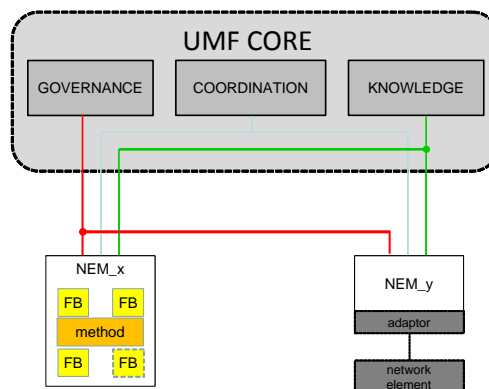 UMF CORE
GOVERNANCE
COORDINATION
KNOWLEDGE
NEM_x
FB
FB
method
FB
FB
NEM_y
adaptor
network
element